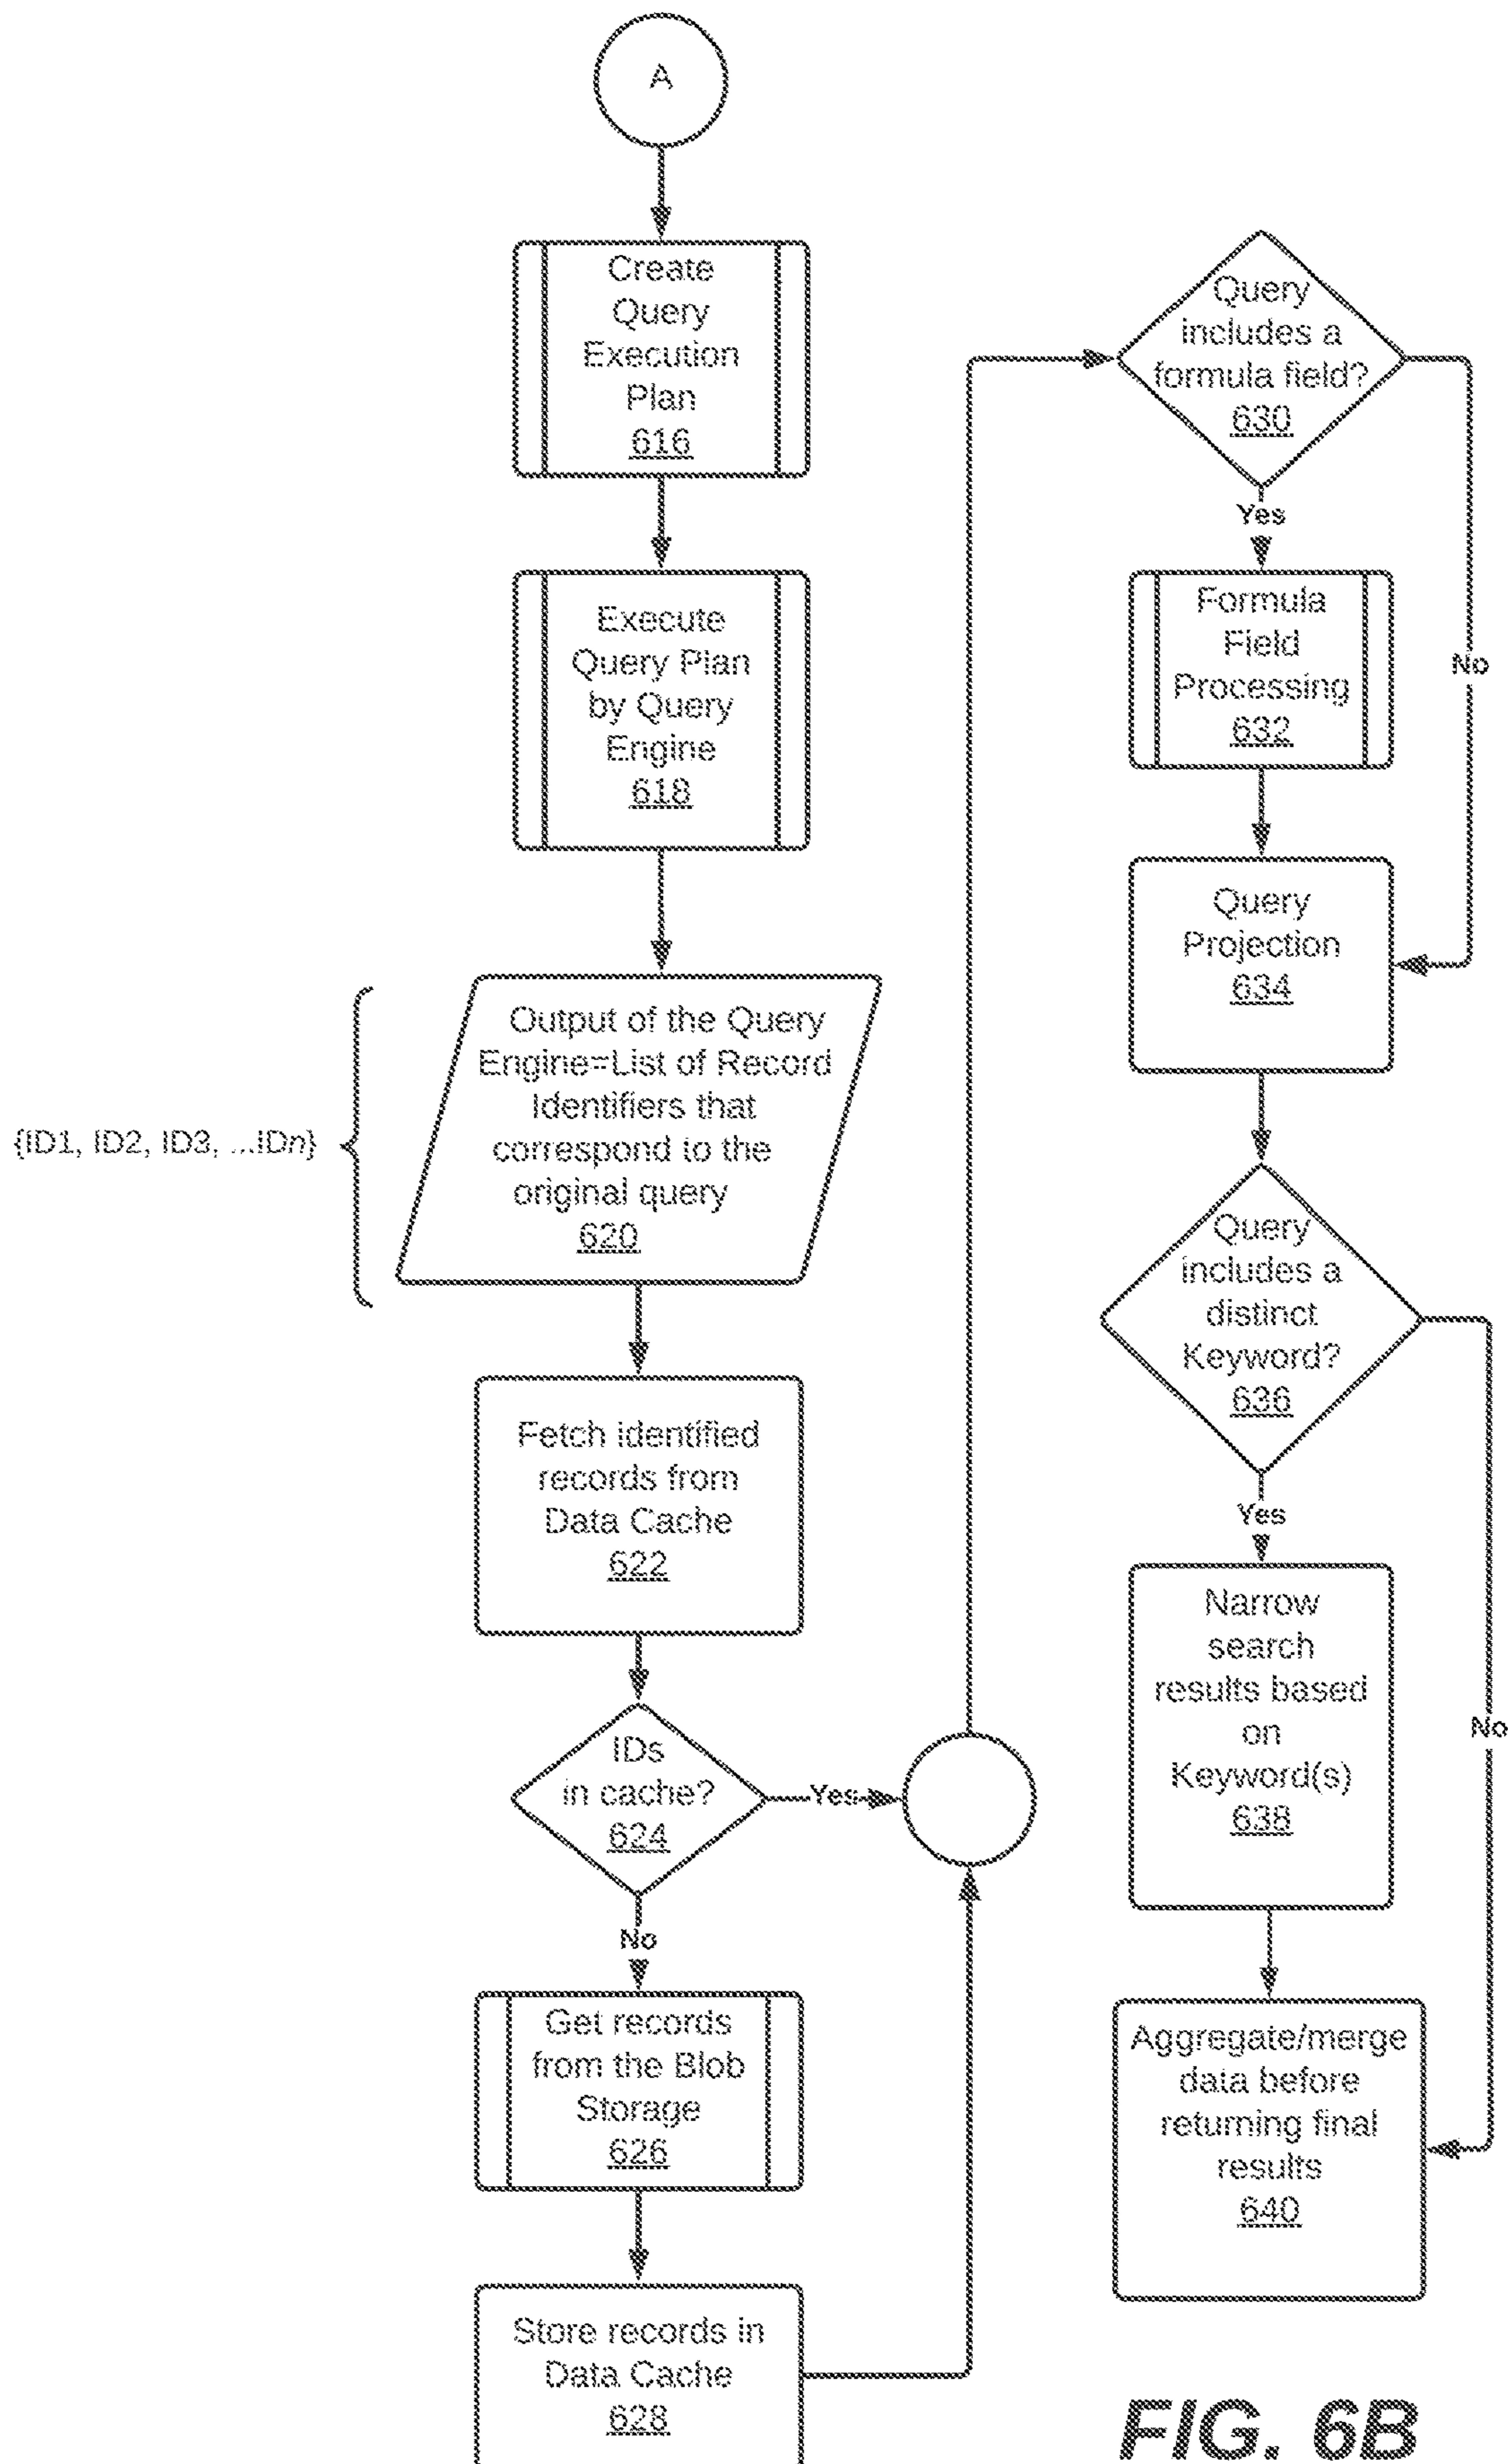 A
Create
Query
Execution
Plan
616
Execute
Query Plan
by Query
Engine
618
{ID1, ID2, ID3, ...IDn}
Output of the Query
Engine=List of Record
Identifiers that
correspond to the
original query
620
Fetch identified
records from
Data Cache
622
IDs
in cache?
624
Yes
No
Get records
from the Blob
Storage
626
Store records in
Data Cache
628
Query
includes a
formula field?
630
Yes
No
Formula
Field
Processing
632
Query
Projection
634
Query
includes a
distinct
Keyword?
636
Yes
No
Narrow
search
results based
on
Keyword(s)
638
Aggregate/merge
data before
returning final
results
640
FIG. 6B